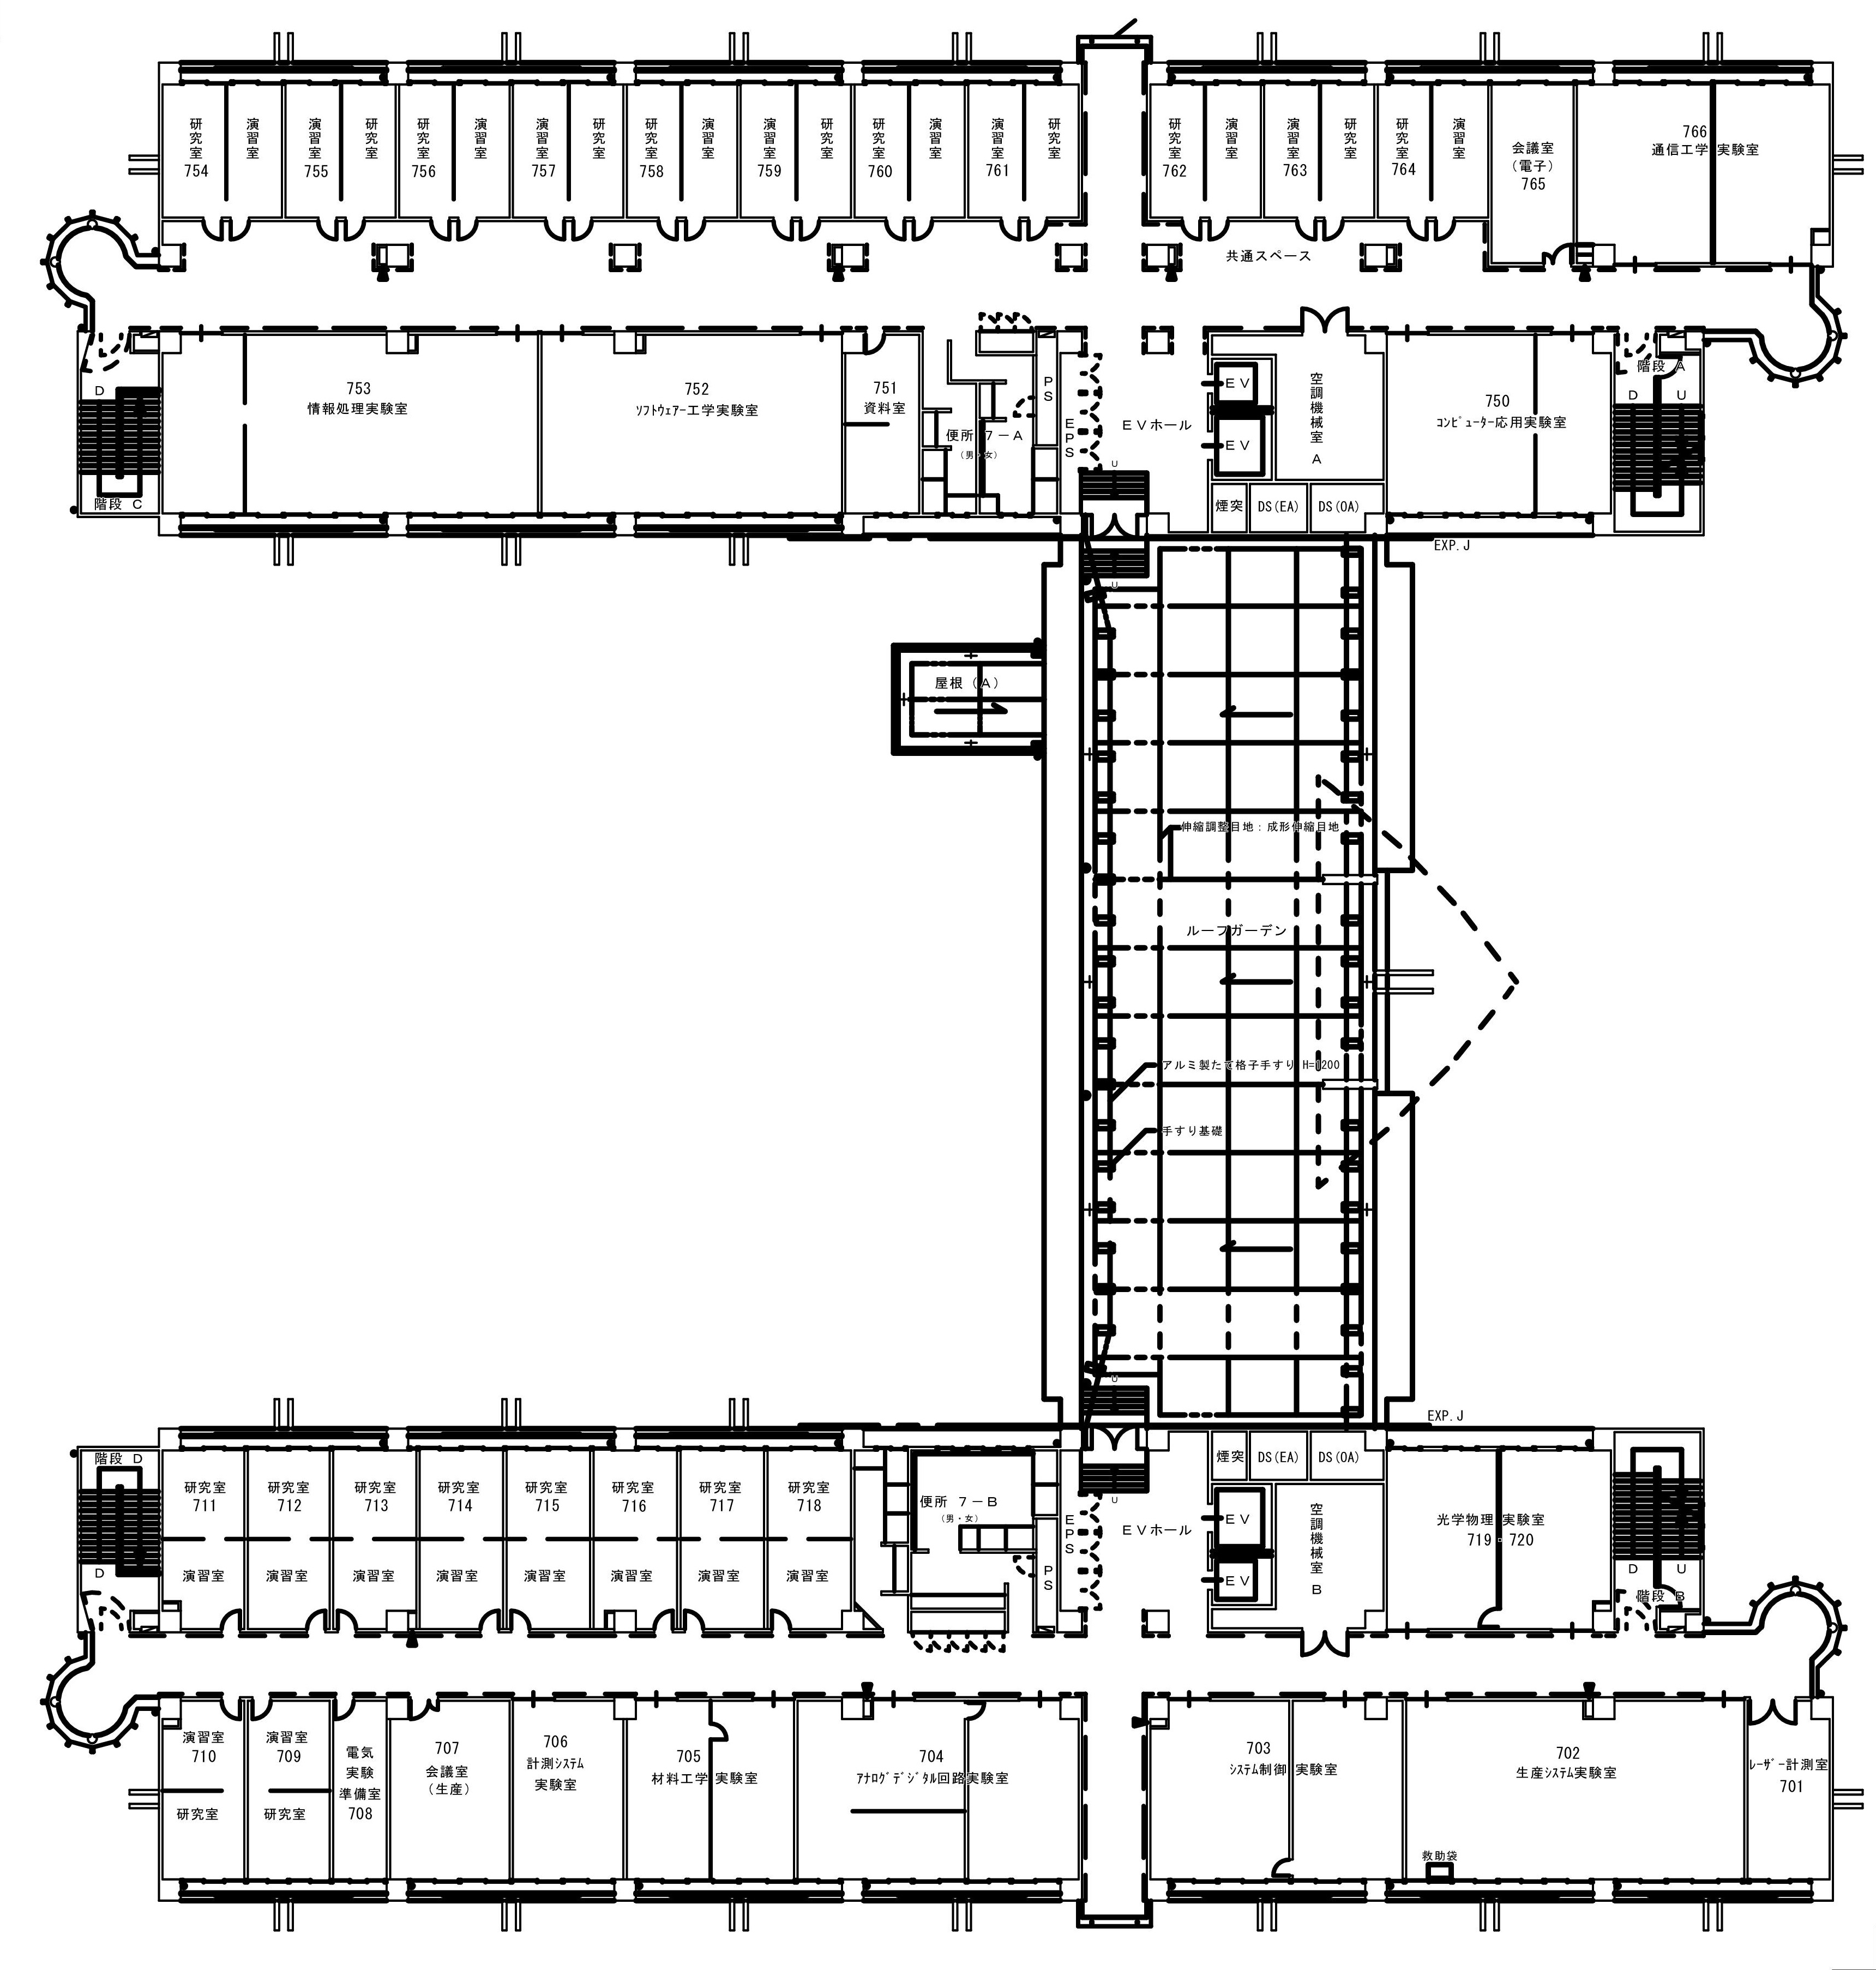 研究室
754
演習室
演習室
755
研究室
研究室
756
演習室
演習室
757
研究室
研究室
758
演習室
演習室
759
研究室
研究室
760
演習室
演習室
761
研究室
研究室
762
演習室
演習室
763
研究室
研究室
764
演習室
会議室
(電子)
765
766
通信工学 実験室
共通スペース
D
階段 C
753
情報処理実験室
752
ソフトウェアー工学実験室
751
資料室
便所 7-A
(男・女)
PS
EPS
EVホール
U
EV
EV
空調機械室 A
煙突
DS(EA)
DS(OA)
750
コンピューター応用実験室
階段 A
D
U
EXP.J
U
屋根(A)
伸縮調整目地:成形伸縮目地
ルーフガーデン
アルミ製たて格子手すり H=1200
手すり基礎
U
EXP.J
階段 D
D
研究室
711
演習室
研究室
712
演習室
研究室
713
演習室
研究室
714
演習室
研究室
715
演習室
研究室
716
演習室
研究室
717
演習室
研究室
718
演習室
便所 7-B
(男・女)
EPS
PS
U
EVホール
煙突
DS(EA)
DS(OA)
EV
EV
空調機械室 B
光学物理 実験室
719・720
D
U
階段 B
演習室
710
研究室
演習室
709
研究室
電気
実験
準備室
708
707
会議室
(生産)
706
計測システム
実験室
705
材料工学 実験室
704
アナログデジタル回路実験室
703
システム制御 実験室
702
生産システム実験室
救助袋
レーザー計測室
701